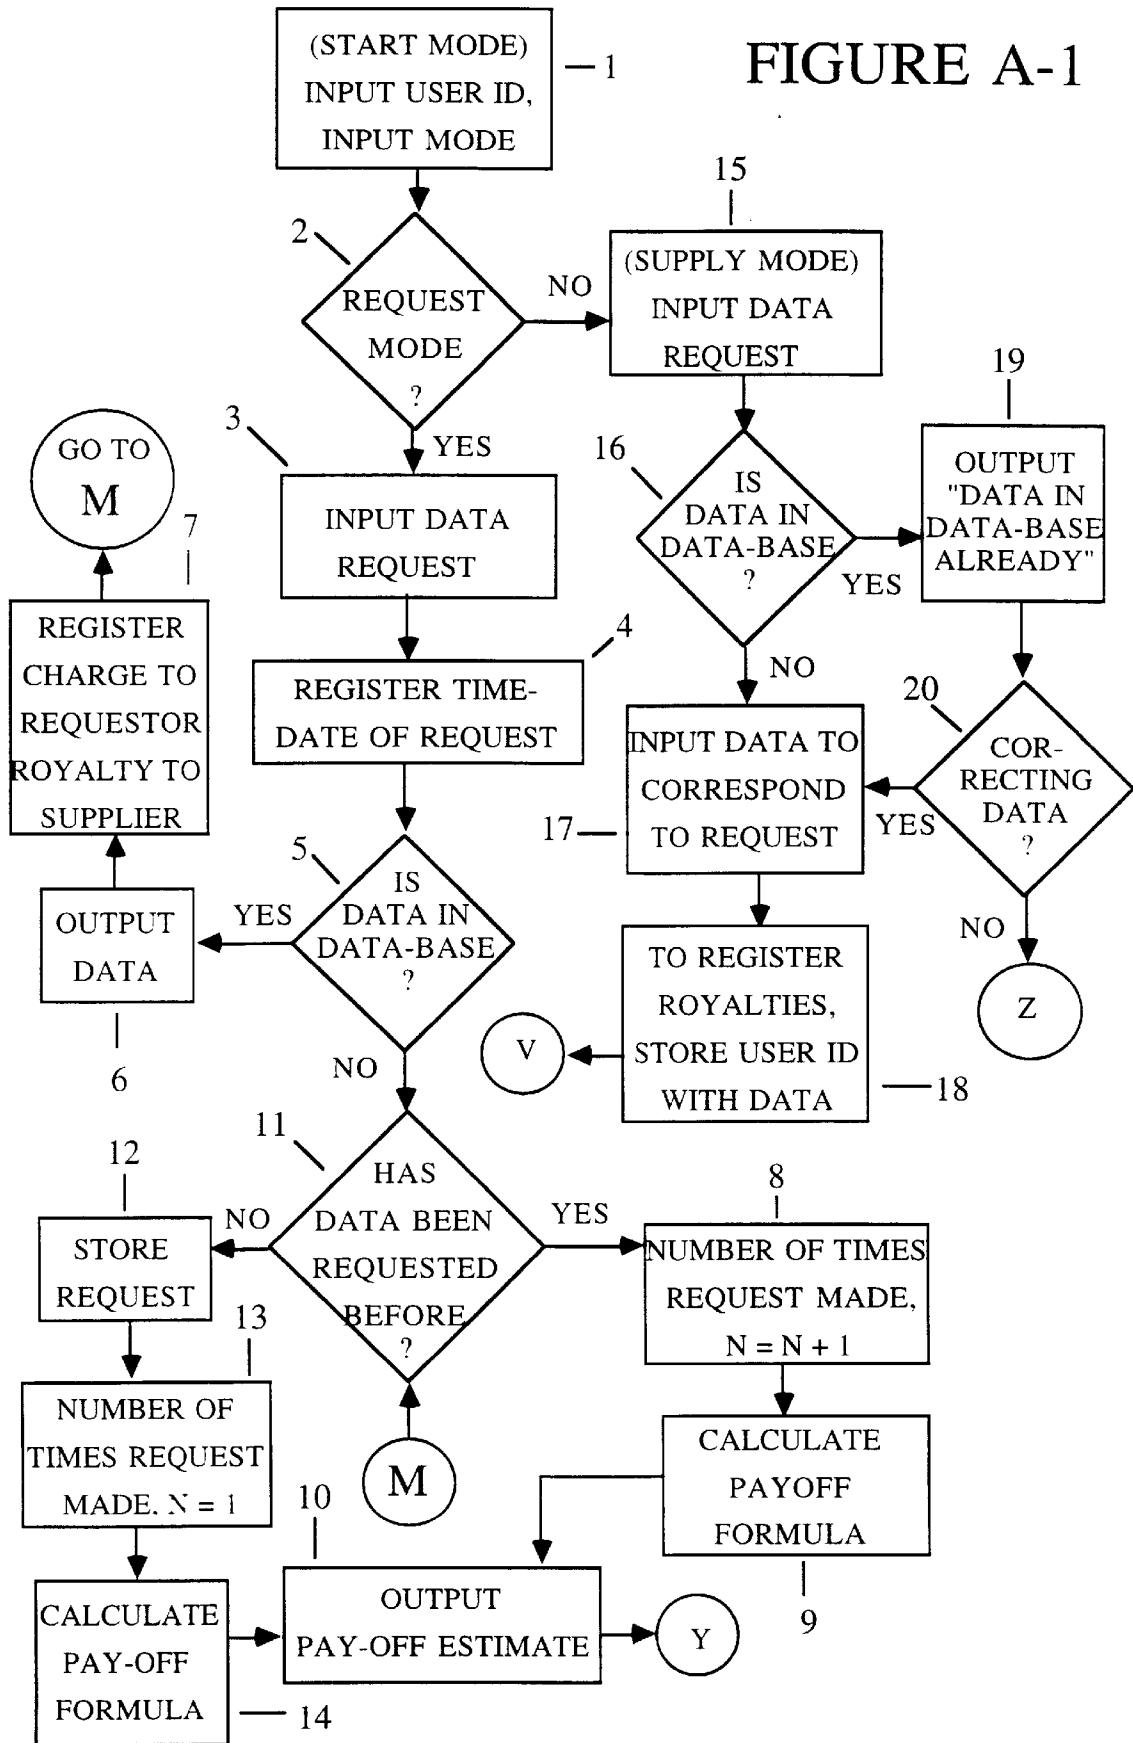 FIGURE A-1
(START MODE)
INPUT USER ID,
INPUT MODE
1
2
REQUEST
MODE
?
NO
YES
15
(SUPPLY MODE)
INPUT DATA
REQUEST
3
INPUT DATA
REQUEST
4
REGISTER TIME-
DATE OF REQUEST
5
IS
DATA IN
DATA-BASE
?
YES
NO
6
OUTPUT
DATA
7
REGISTER
CHARGE TO
REQUESTOR
ROYALTY TO
SUPPLIER
GO TO
M
16
IS
DATA IN
DATA-BASE
?
YES
NO
19
OUTPUT
"DATA IN
DATA-BASE
ALREADY"
20
COR-
RECTING
DATA
?
YES
NO
Z
17
INPUT DATA TO
CORRESPOND
TO REQUEST
TO REGISTER
ROYALTIES,
STORE USER ID
WITH DATA
18
V
11
HAS
DATA BEEN
REQUESTED
BEFORE
?
NO
YES
M
12
STORE
REQUEST
13
NUMBER OF
TIMES REQUEST
MADE, N = 1
CALCULATE
PAY-OFF
FORMULA
14
8
NUMBER OF TIMES
REQUEST MADE,
N = N + 1
CALCULATE
PAYOFF
FORMULA
9
10
OUTPUT
PAY-OFF ESTIMATE
Y